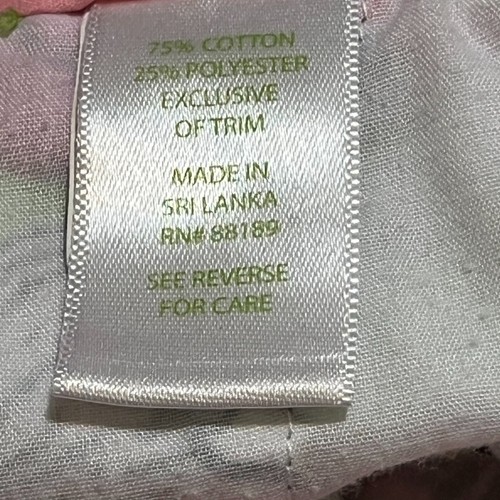 75% COTTON
25% POLYESTER
EXCLUSIVE
OF TRIM
MADE IN
SRI LANKA
RN# 88189
SEE REVERSE
FOR CARE